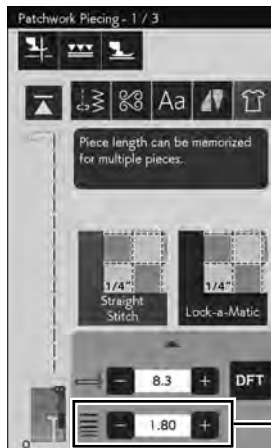 Patchwork Piecing - 1 / 3
Aa
Piece length can be memorized
for multiple pieces.
1/4"
1/4"
Straight
Stitch
Lock-a-Matic
− 8.3 + DFT
− 1.80 +